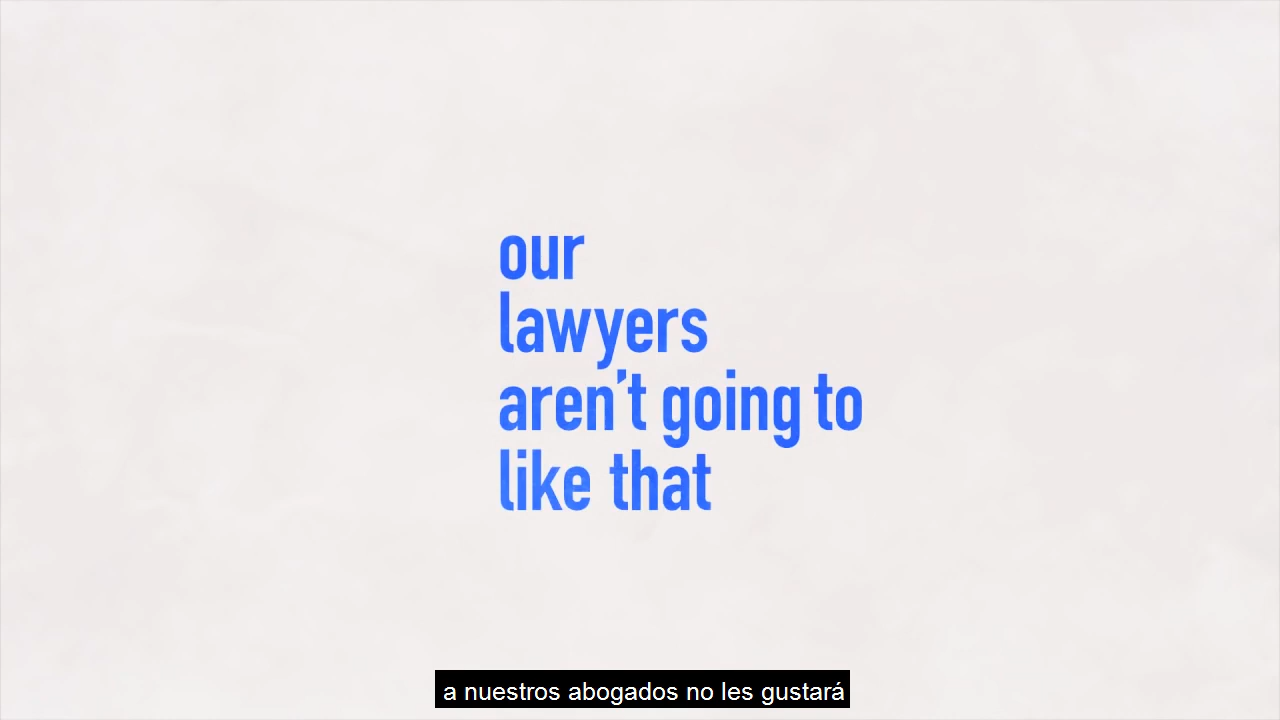 our
lawyers
aren’t going to
like that
a nuestros abogados no les gustará